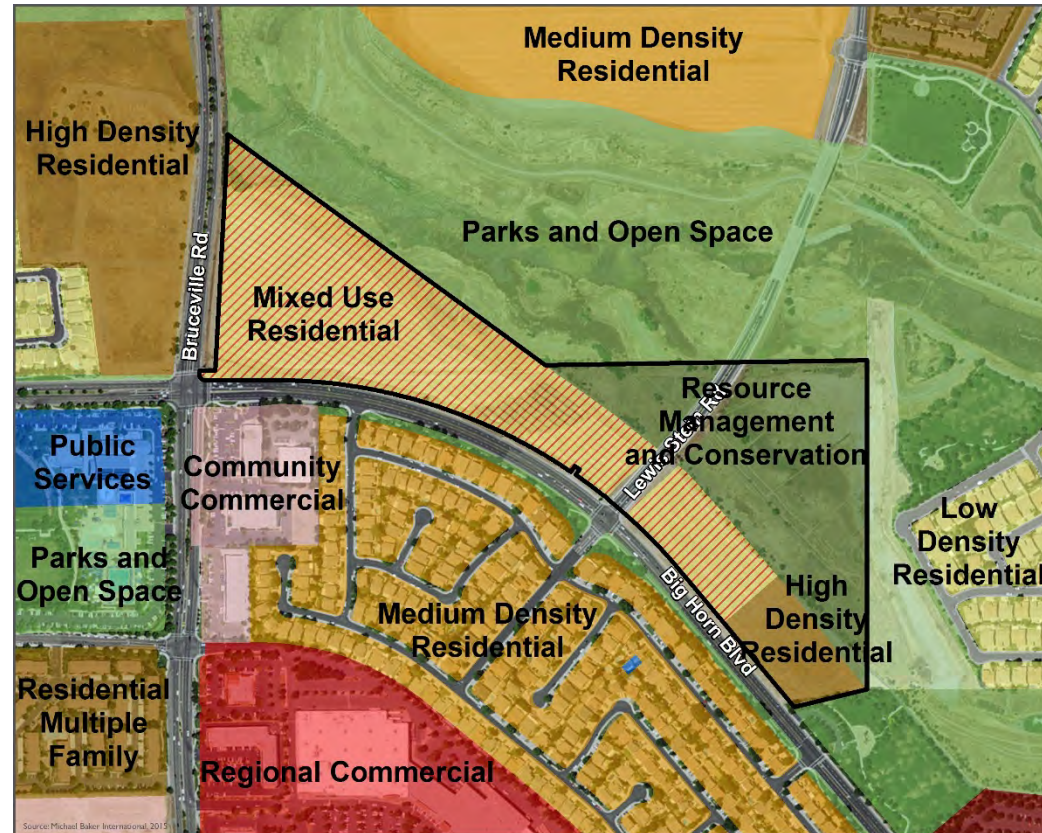 Medium Density
Residential
High Density
Residential
Parks and Open Space
Bruceville Rd
Mixed Use
Residential
Resource
Management
and Conservation
Lewis Stein Rd
Public
Services
Community
Commercial
Low
Density
Residential
Parks and
Open Space
High
Density
Residential
Medium Density
Residential
Big Horn Blvd
Residential
Multiple
Family
Regional Commercial
Source: Michael Baker International, 2015